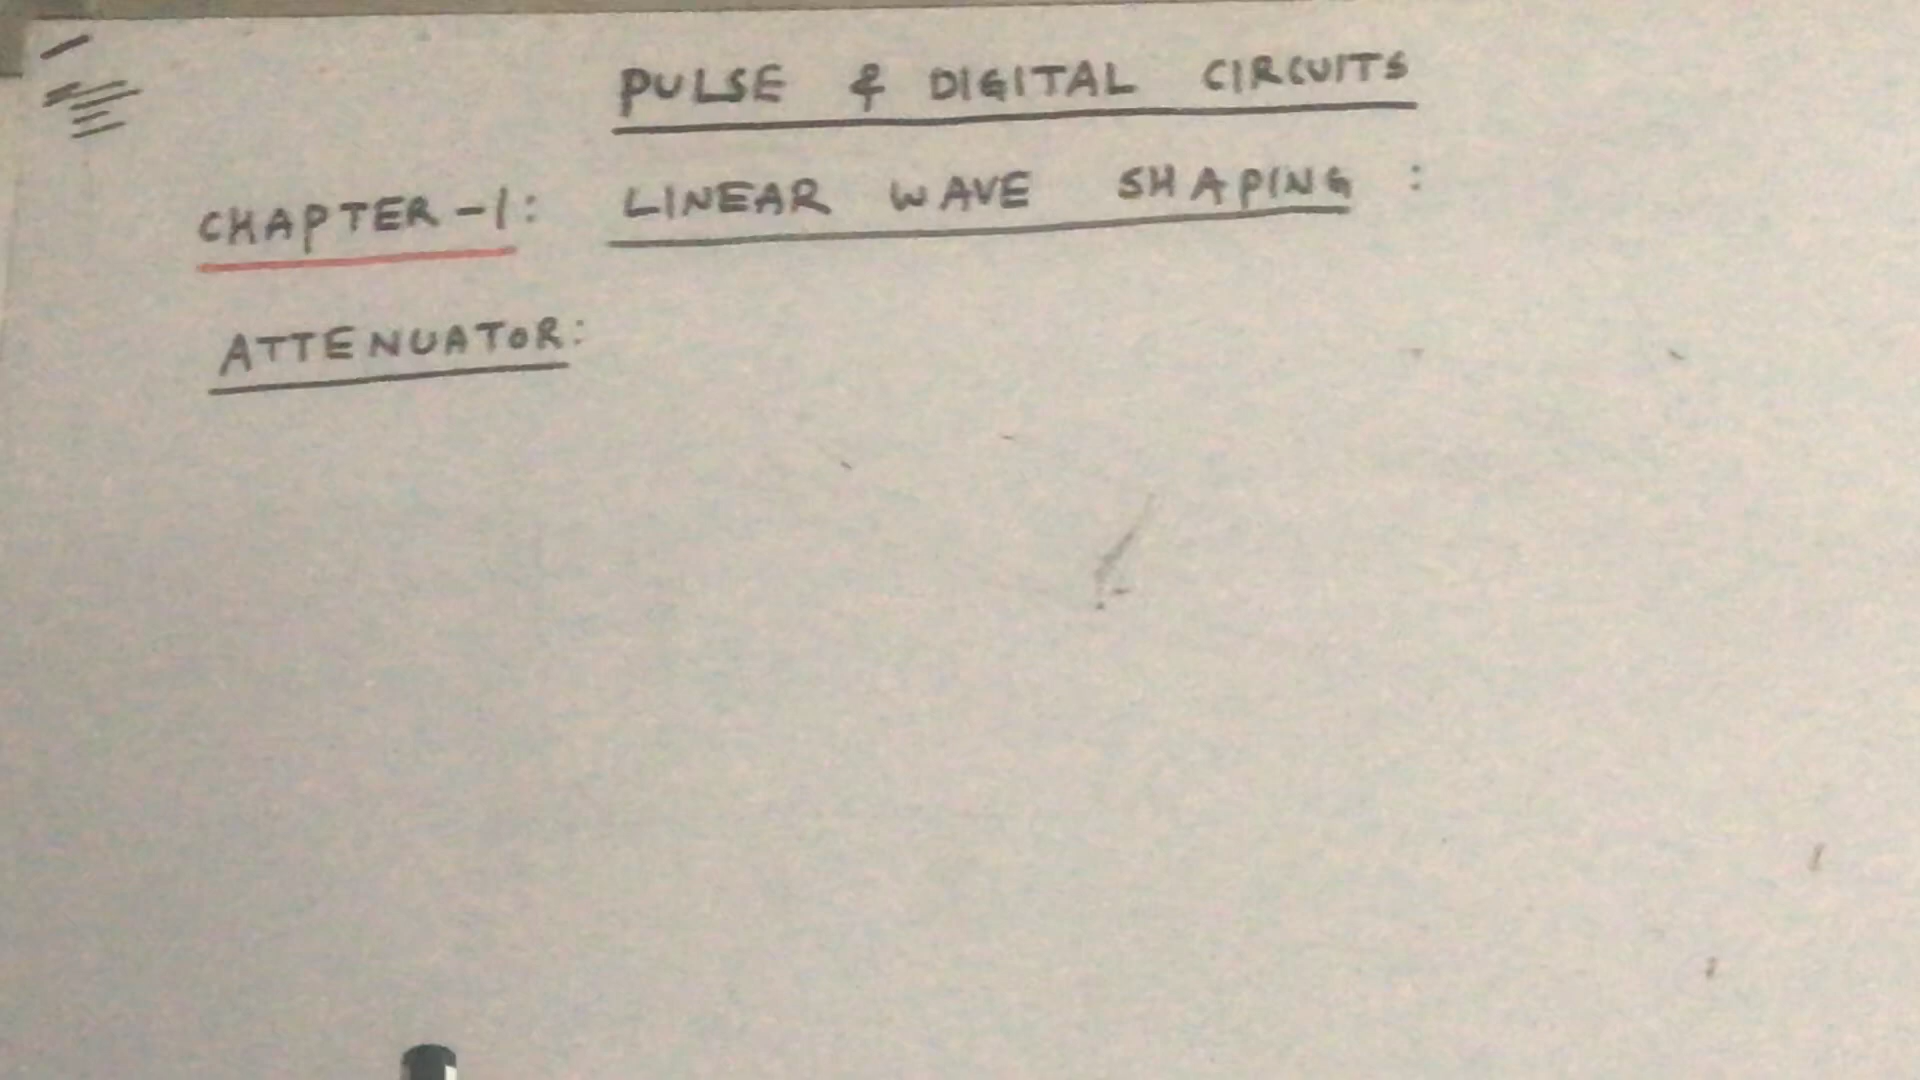 PULSE & DIGITAL CIRCUITS
CHAPTER-1: LINEAR WAVE SHAPING :
ATTENUATOR: